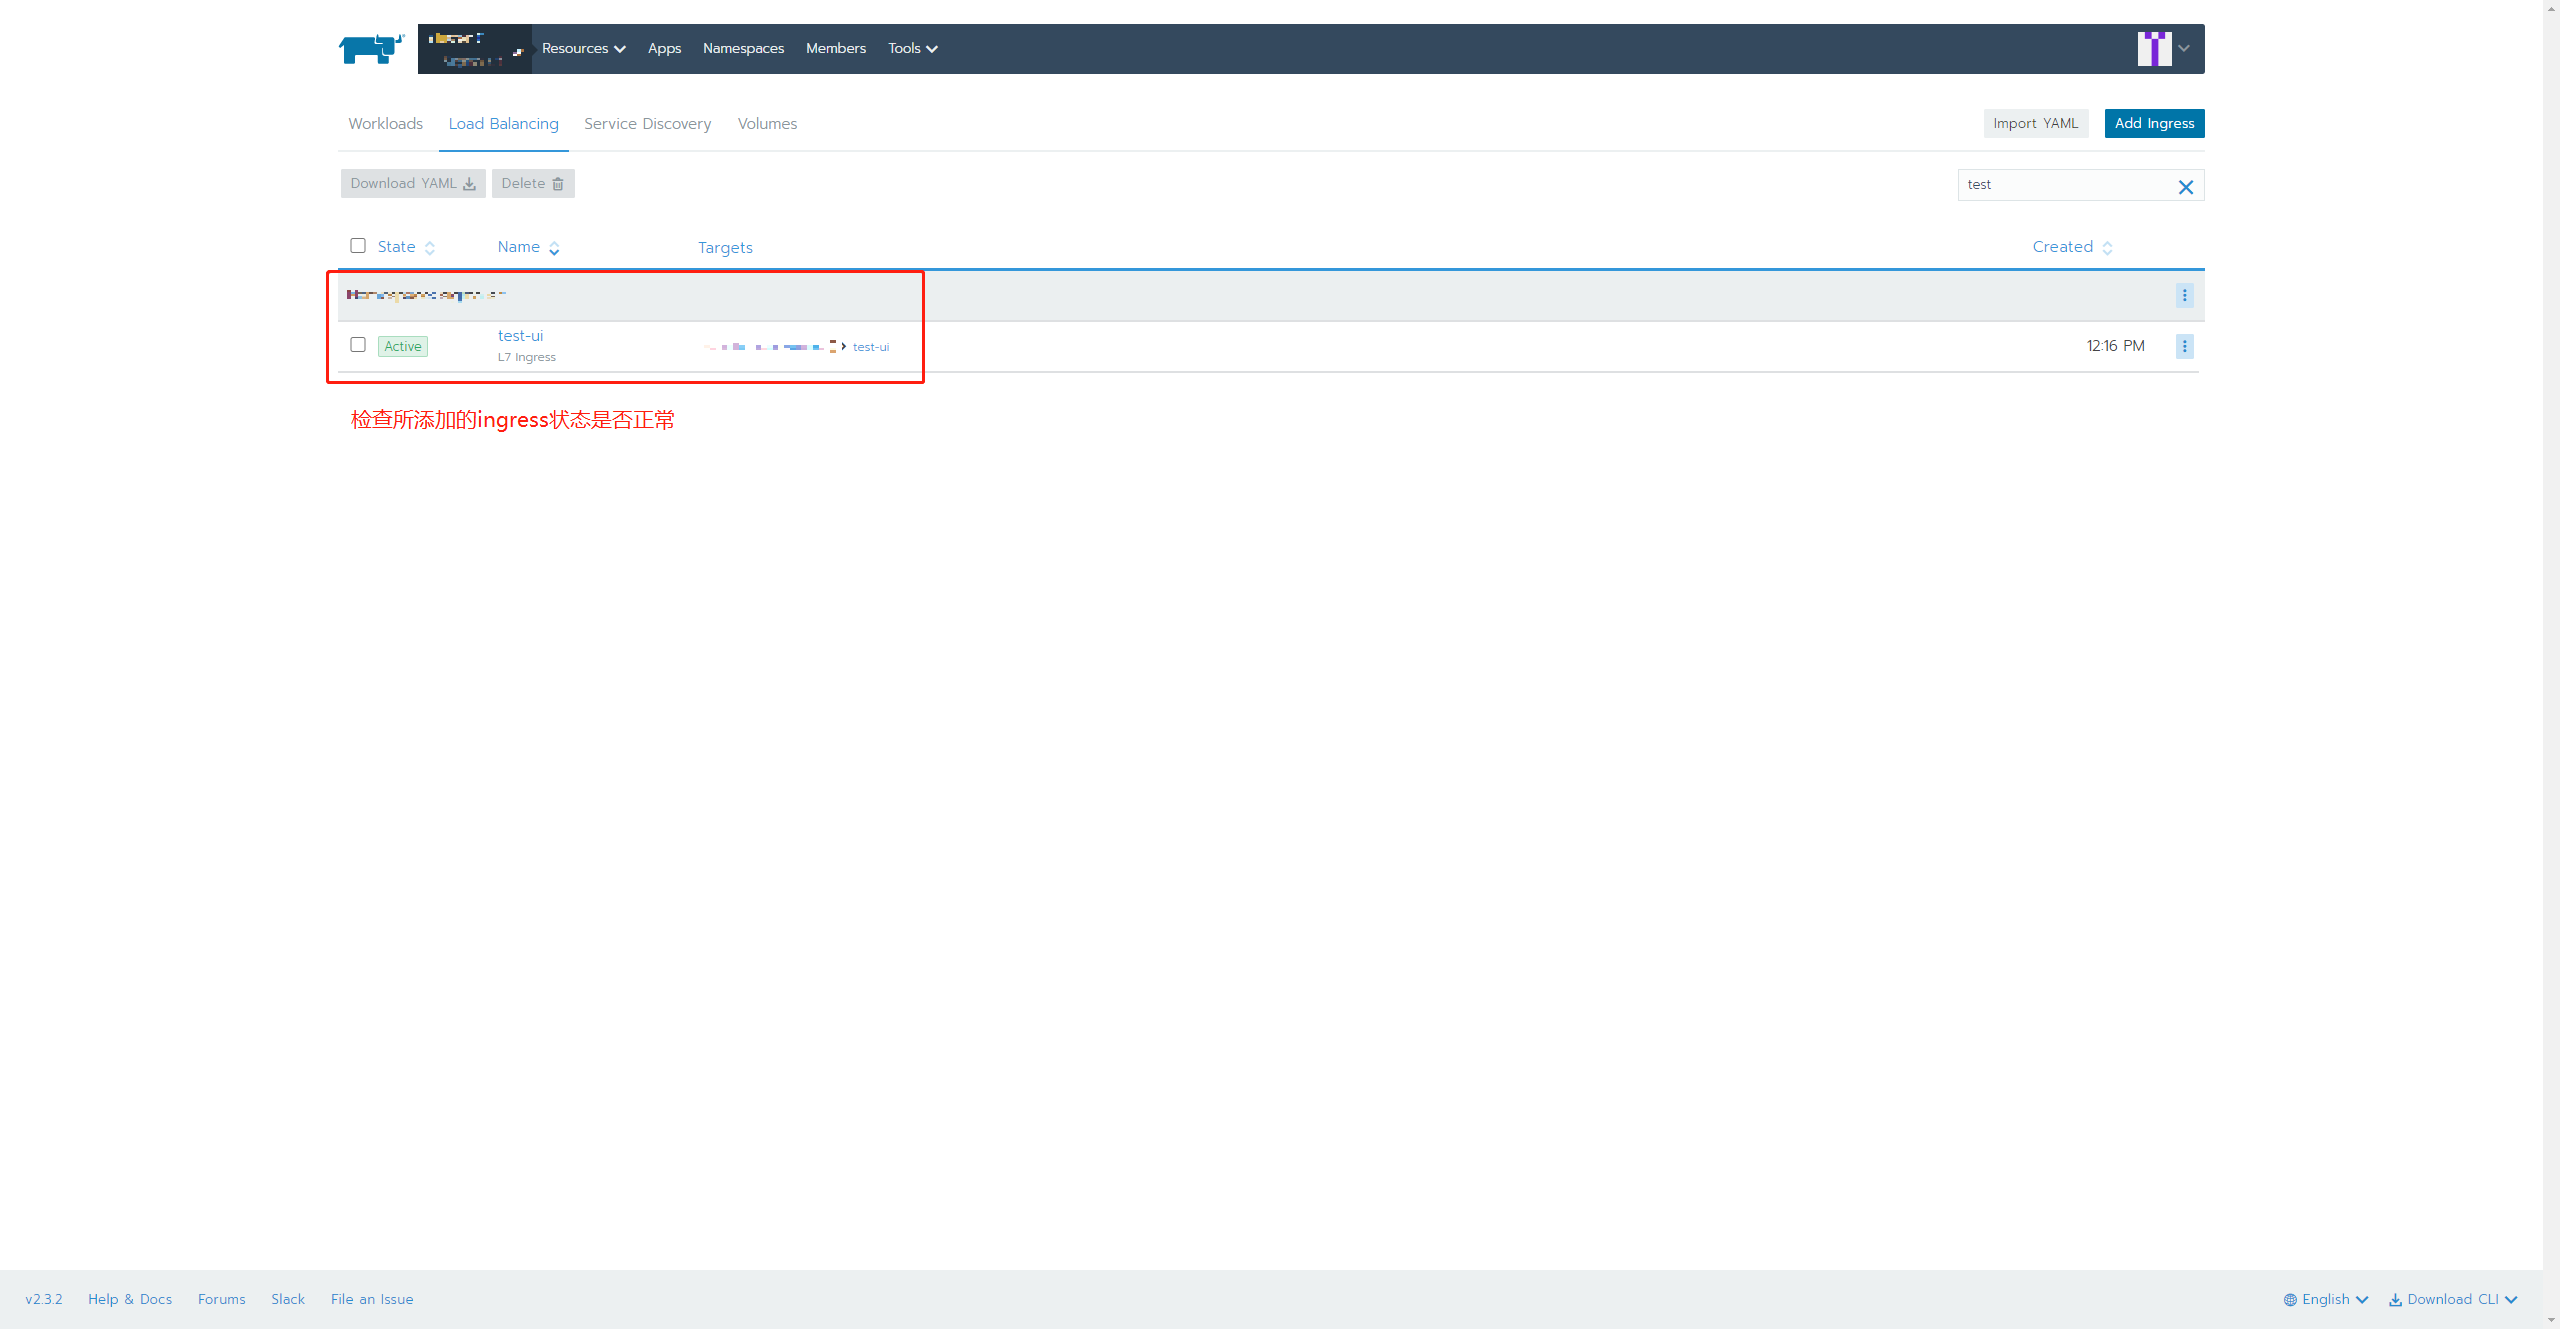 Resources Apps Namespaces Members Tools
Workloads Load Balancing Service Discovery Volumes Import YAML Add Ingress
Download YAML Delete test
State Name Targets Created
Active test-ui test-ui 12:16 PM
L7 Ingress
检查所添加的ingress状态是否正常
v2.3.2 Help & Docs Forums Slack File an Issue English Download CLI